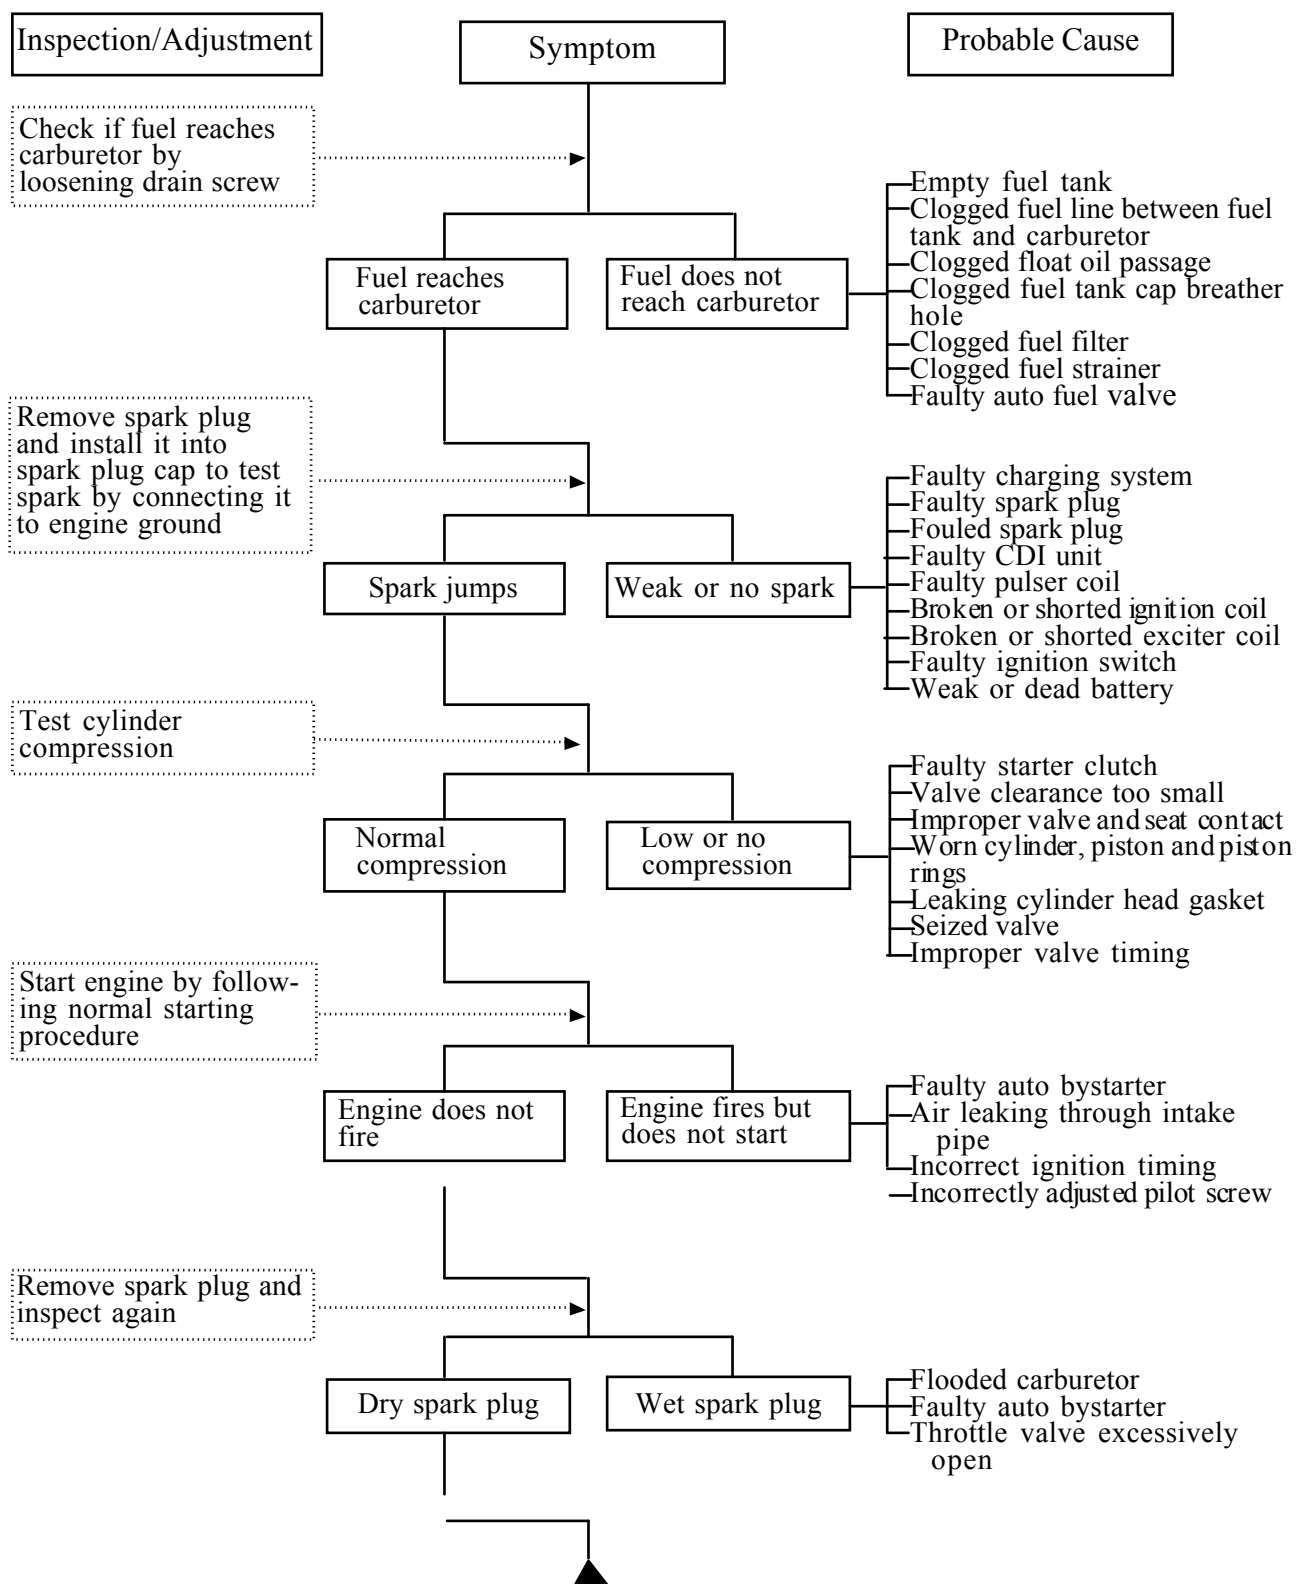 Inspection/Adjustment
Symptom
Probable Cause
Check if fuel reaches
carburetor by
loosening drain screw
Fuel reaches
carburetor
Fuel does not
reach carburetor
Empty fuel tank
Clogged fuel line between fuel
tank and carburetor
Clogged float oil passage
Clogged fuel tank cap breather
hole
Clogged fuel filter
Clogged fuel strainer
Faulty auto fuel valve
Remove spark plug
and install it into
spark plug cap to test
spark by connecting it
to engine ground
Spark jumps
Weak or no spark
Faulty charging system
Faulty spark plug
Fouled spark plug
Faulty CDI unit
Faulty pulser coil
Broken or shorted ignition coil
Broken or shorted exciter coil
Faulty ignition switch
Weak or dead battery
Test cylinder
compression
Normal
compression
Low or no
compression
Faulty starter clutch
Valve clearance too small
Improper valve and seat contact
Worn cylinder, piston and piston
rings
Leaking cylinder head gasket
Seized valve
Improper valve timing
Start engine by follow-
ing normal starting
procedure
Engine does not
fire
Engine fires but
does not start
Faulty auto bystarter
Air leaking through intake
pipe
Incorrect ignition timing
Incorrectly adjusted pilot screw
Remove spark plug and
inspect again
Dry spark plug
Wet spark plug
Flooded carburetor
Faulty auto bystarter
Throttle valve excessively
open